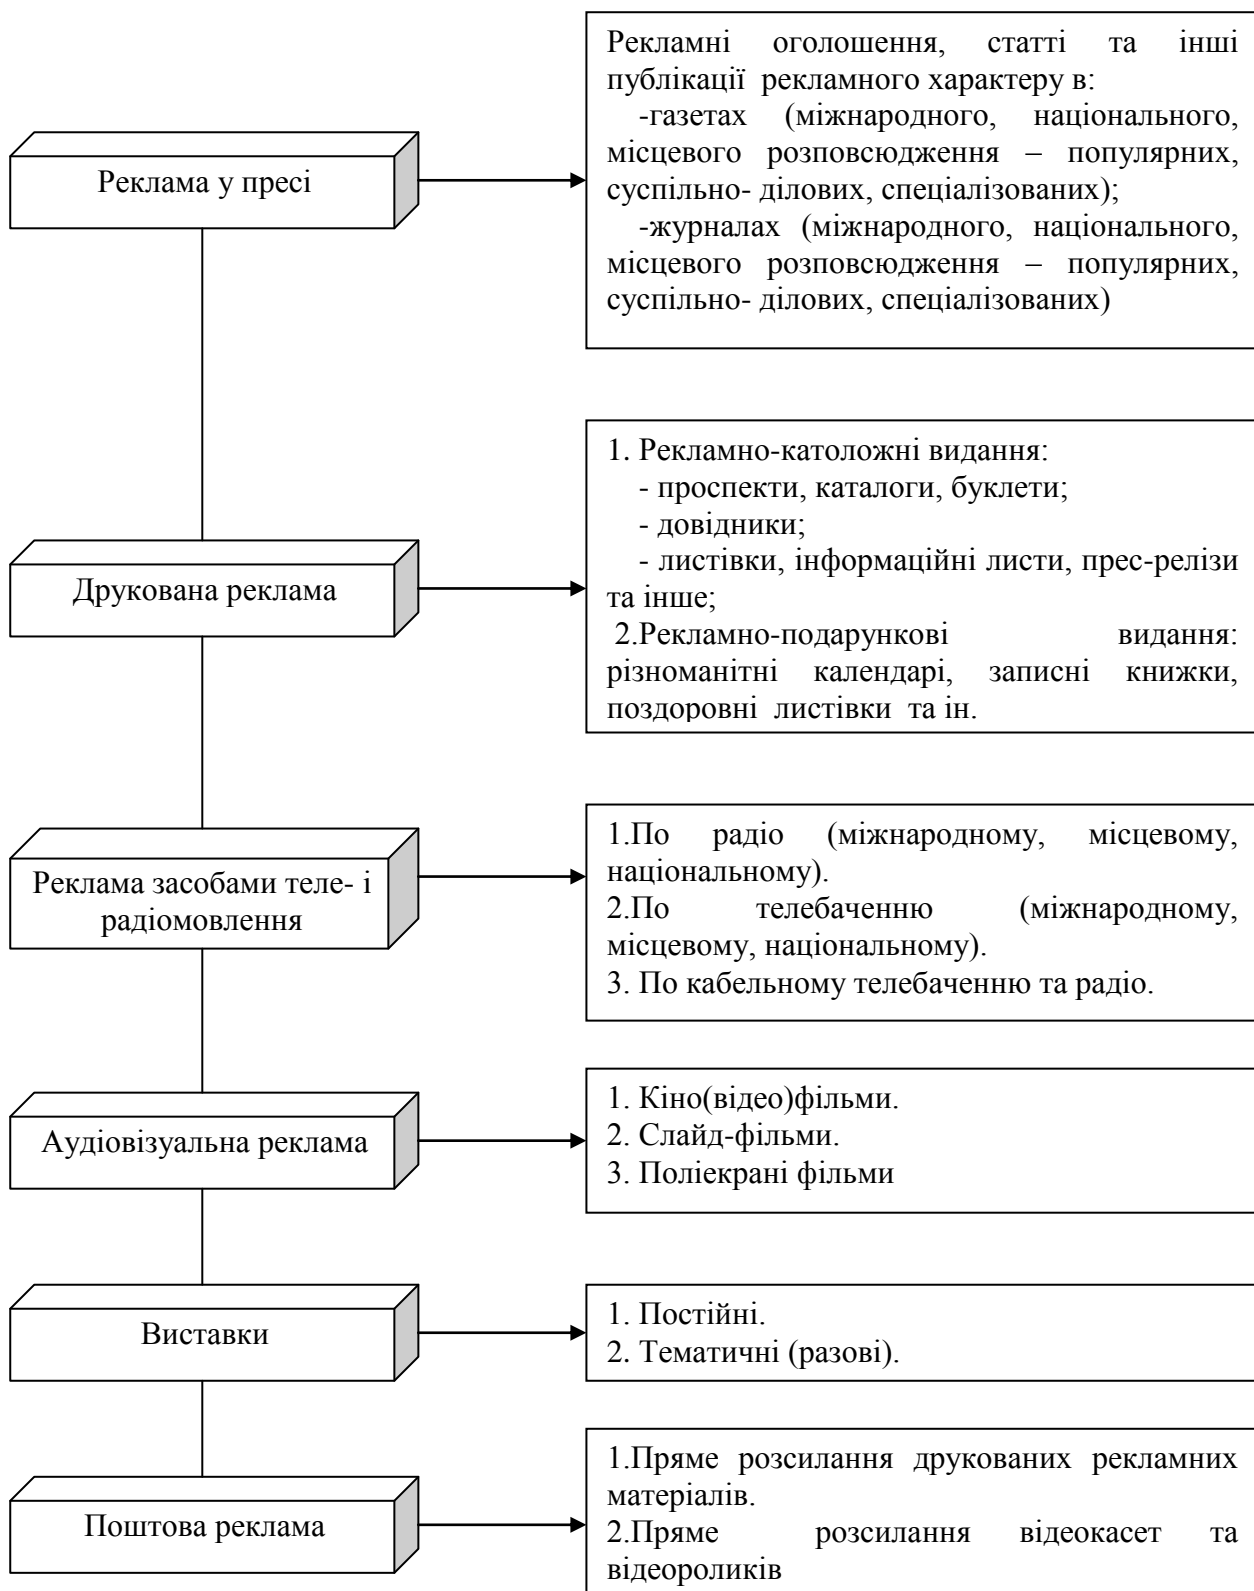 Рекламні оголошення, статті та інші
публікації рекламного характеру в:
-газетах (міжнародного, національного,
місцевого розповсюдження – популярних,
суспільно- ділових, спеціалізованих);
-журналах (міжнародного, національного,
місцевого розповсюдження – популярних,
суспільно- ділових, спеціалізованих)
Реклама у пресі
1. Рекламно-католожні видання:
- проспекти, каталоги, буклети;
- довідники;
- листівки, інформаційні листи, прес-релізи
та інше;
2.Рекламно-подарункові видання:
різноманітні календарі, записні книжки,
поздоровні листівки та ін.
Друкована реклама
1.По радіо (міжнародному, місцевому,
національному).
2.По телебаченню (міжнародному,
місцевому, національному).
3. По кабельному телебаченню та радіо.
Реклама засобами теле- і
радіомовлення
1. Кіно(відео)фільми.
2. Слайд-фільми.
3. Поліекрані фільми
Аудіовізуальна реклама
1. Постійні.
2. Тематичні (разові).
Виставки
1.Пряме розсилання друкованих рекламних
матеріалів.
2.Пряме розсилання відеокасет та
відеороликів
Поштова реклама